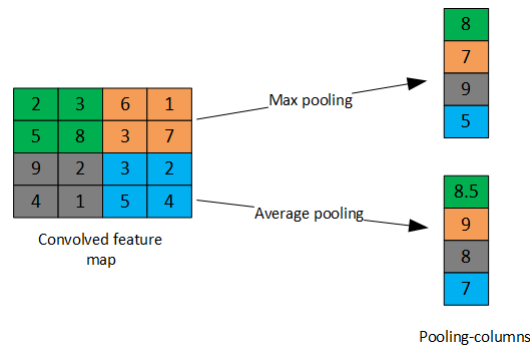 8
7
9
5
2 3 6 1
5 8 3 7
9 2 3 2
4 1 5 4
Max pooling
Average pooling
8.5
9
8
7
Convolved feature
map
Pooling-columns